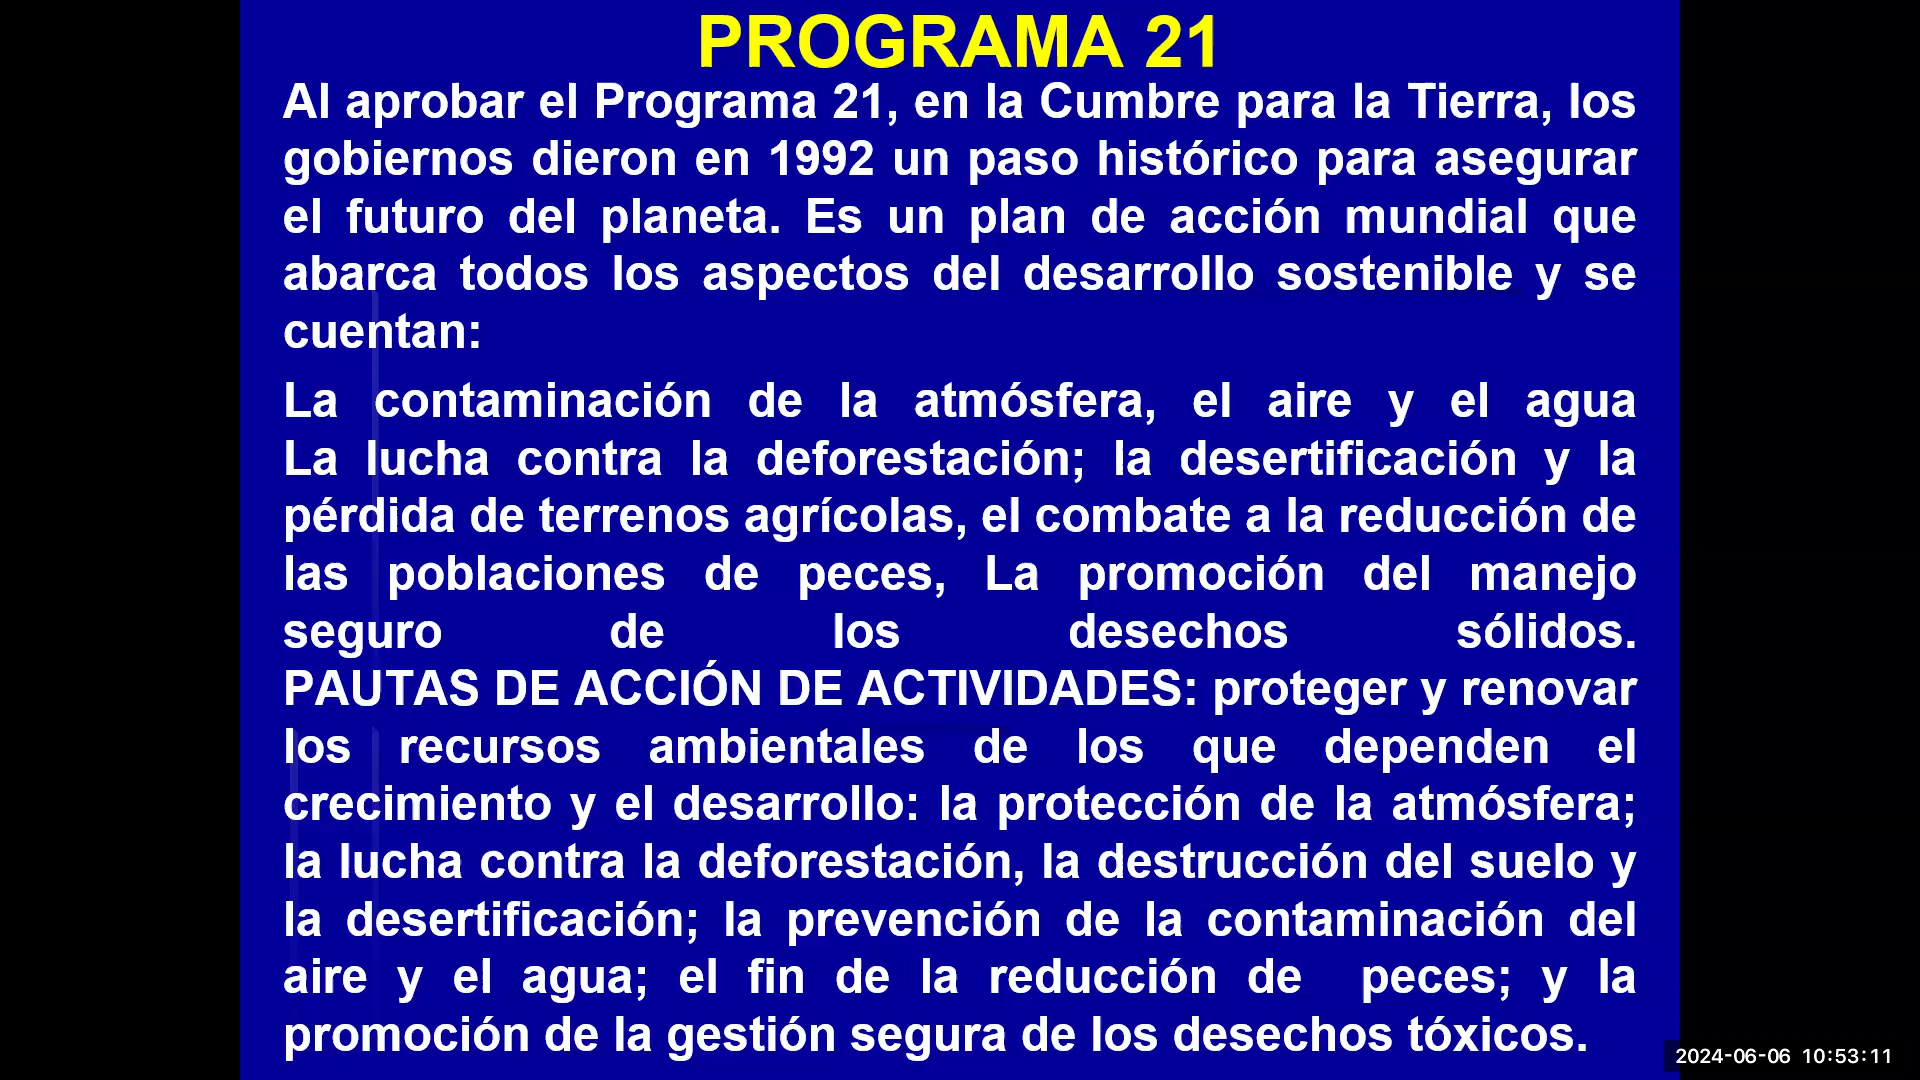 PROGRAMA 21
Al aprobar el Programa 21, en la Cumbre para la Tierra, los
gobiernos dieron en 1992 un paso histórico para asegurar
el futuro del planeta. Es un plan de acción mundial que
abarca todos los aspectos del desarrollo sostenible y se
cuentan:
La contaminación de la atmósfera, el aire y el agua
La lucha contra la deforestación; la desertificación y la
pérdida de terrenos agrícolas, el combate a la reducción de
las poblaciones de peces, La promoción del manejo
seguro de los desechos sólidos.
PAUTAS DE ACCIÓN DE ACTIVIDADES: proteger y renovar
los recursos ambientales de los que dependen el
crecimiento y el desarrollo: la protección de la atmósfera;
la lucha contra la deforestación, la destrucción del suelo y
la desertificación; la prevención de la contaminación del
aire y el agua; el fin de la reducción de peces; y la
promoción de la gestión segura de los desechos tóxicos.
2024-06-06 10:53:11